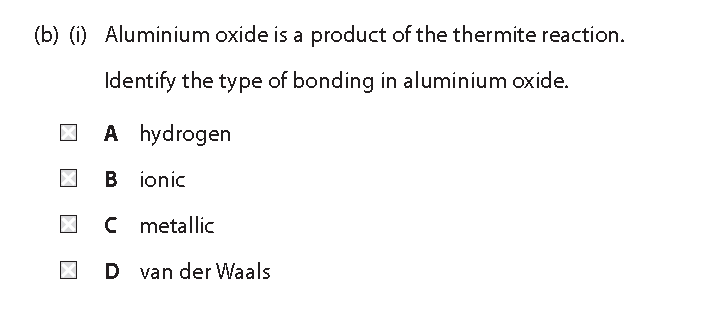 (b) (i) Aluminium oxide is a product of the thermite reaction.
Identify the type of bonding in aluminium oxide.
A hydrogen
B ionic
C metallic
D van der Waals